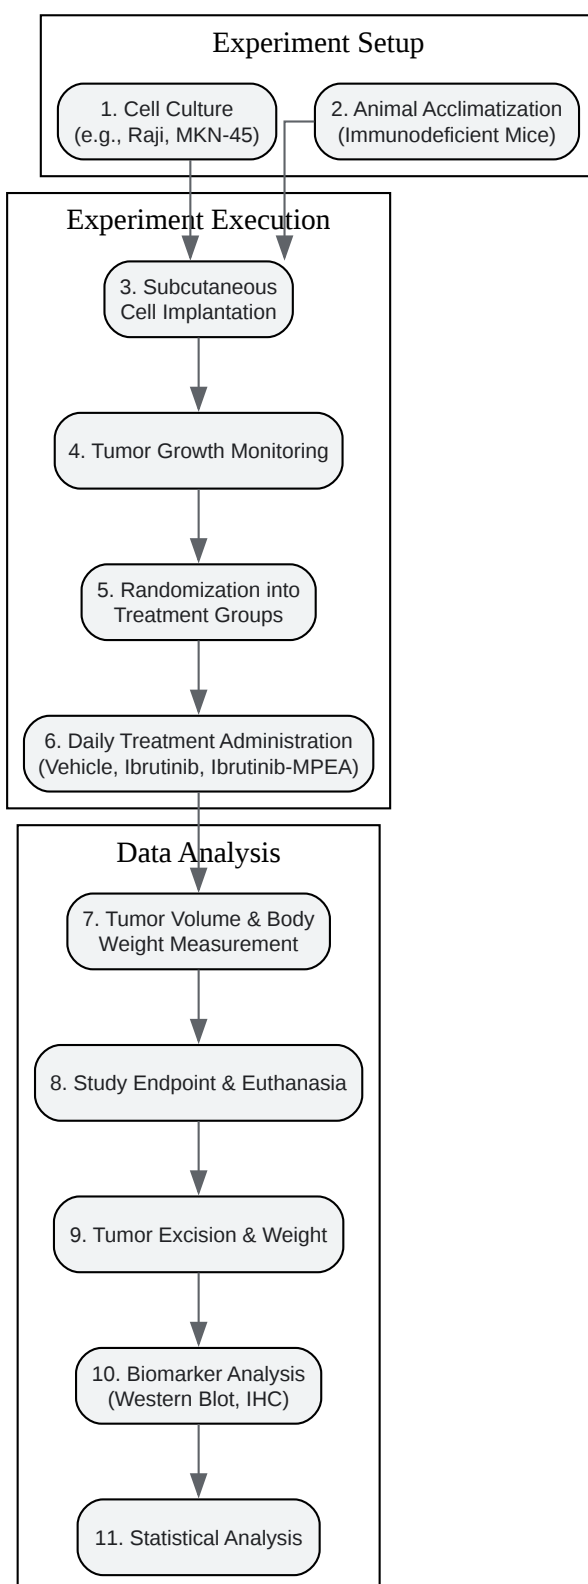 Experiment Setup
1. Cell Culture
(e.g., Raji, MKN-45)
2. Animal Acclimatization
(Immunodeficient Mice)
Experiment Execution
3. Subcutaneous
Cell Implantation
4. Tumor Growth Monitoring
5. Randomization into
Treatment Groups
6. Daily Treatment Administration
(Vehicle, Ibrutinib, Ibrutinib-MPEA)
Data Analysis
7. Tumor Volume & Body
Weight Measurement
8. Study Endpoint & Euthanasia
9. Tumor Excision & Weight
10. Biomarker Analysis
(Western Blot, IHC)
11. Statistical Analysis